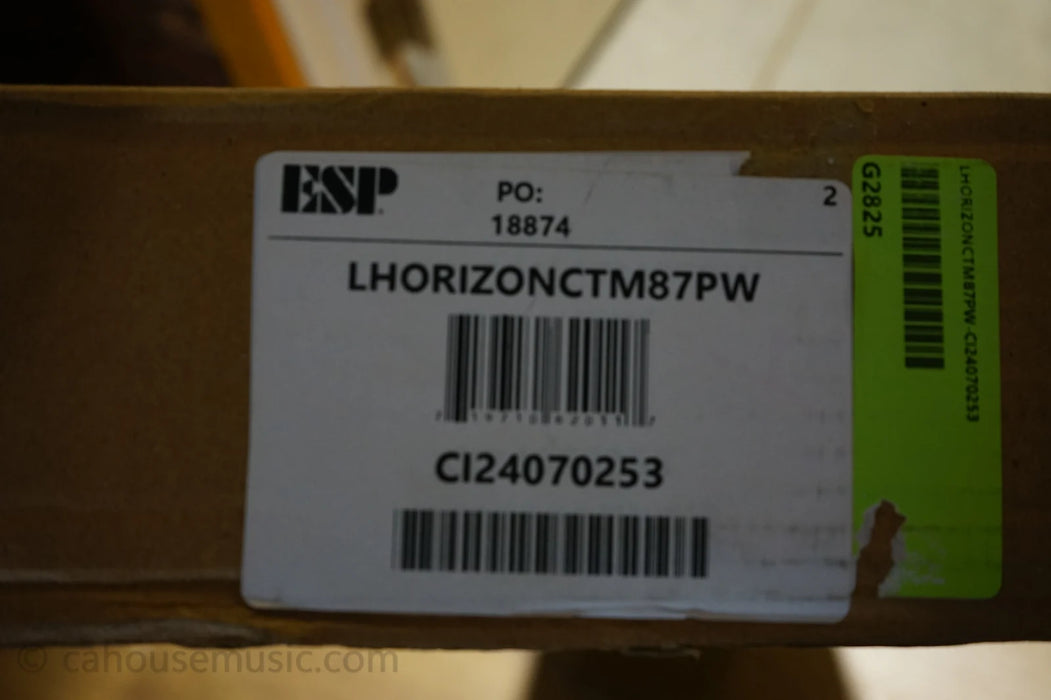 ESP
PO:
18874
2
LHORIZONCTM87PW
CI24070253
G2825
LHORIZONCTM87PW-CI24070253
© cahousemusic.com